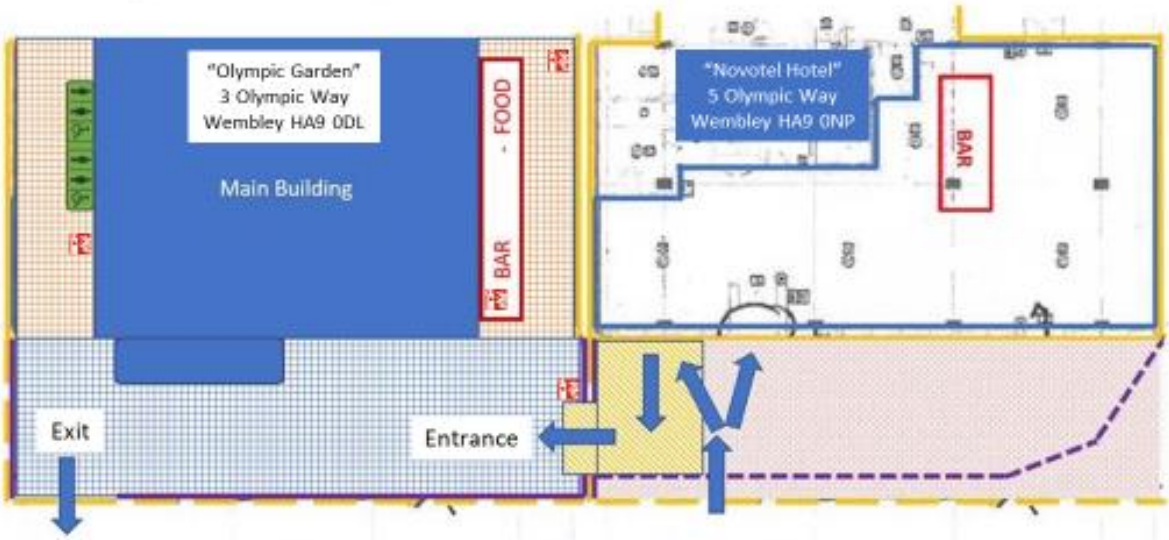 "Olympic Garden"
3 Olympic Way
Wembley HA9 0DL
Main Building
BAR - FOOD
"Novotel Hotel"
5 Olympic Way
Wembley HA9 0NP
BAR
Exit
Entrance